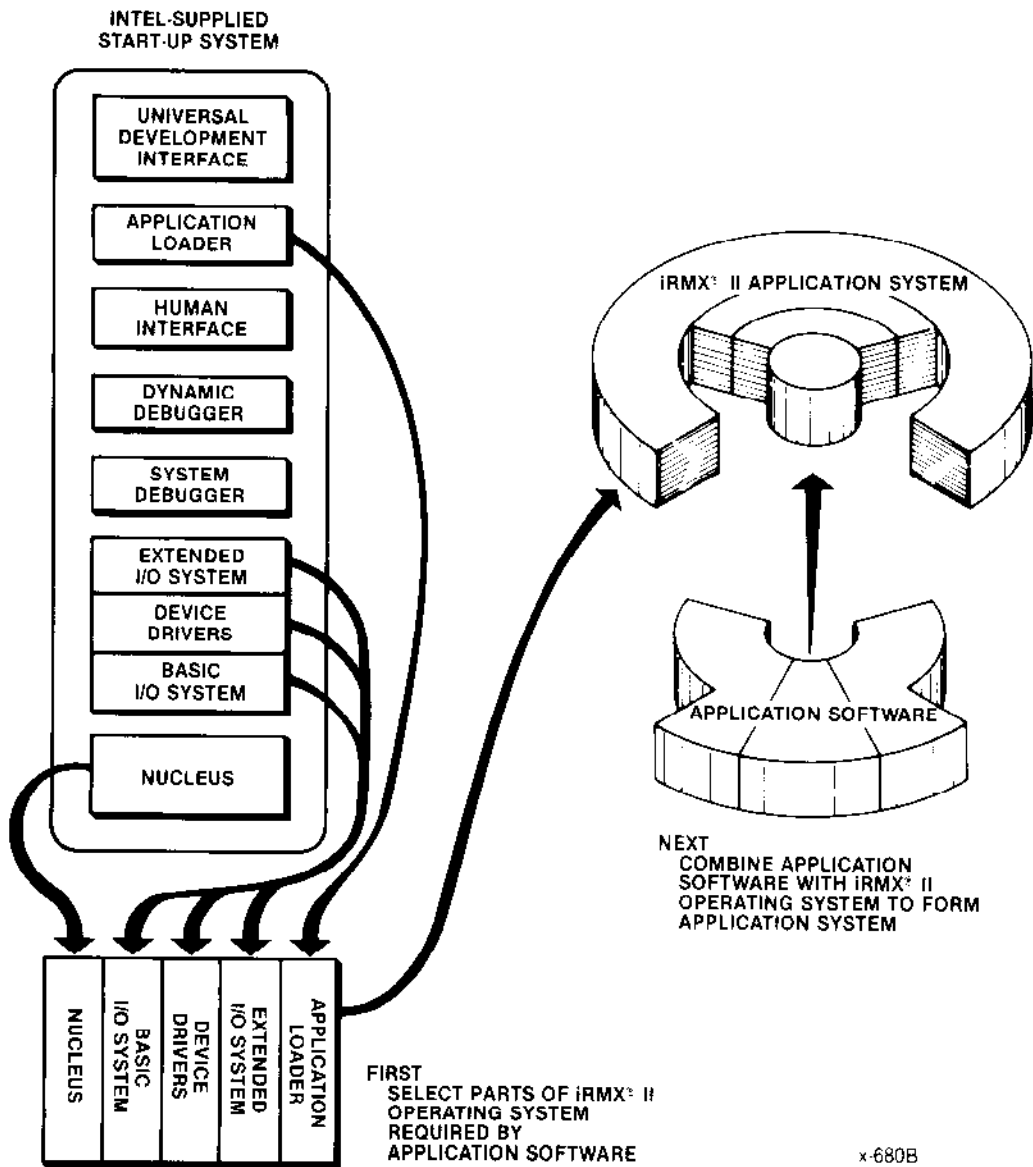 INTEL-SUPPLIED
START-UP SYSTEM
UNIVERSAL
DEVELOPMENT
INTERFACE
APPLICATION
LOADER
HUMAN
INTERFACE
DYNAMIC
DEBUGGER
SYSTEM
DEBUGGER
EXTENDED
I/O SYSTEM
DEVICE
DRIVERS
BASIC
I/O SYSTEM
NUCLEUS
NUCLEUS
BASIC
I/O SYSTEM
DEVICE
DRIVERS
EXTENDED
I/O SYSTEM
APPLICATION
LOADER
FIRST
SELECT PARTS OF iRMX® II
OPERATING SYSTEM
REQUIRED BY
APPLICATION SOFTWARE
iRMX® II APPLICATION SYSTEM
APPLICATION SOFTWARE
NEXT
COMBINE APPLICATION
SOFTWARE WITH iRMX® II
OPERATING SYSTEM TO FORM
APPLICATION SYSTEM
x-680B